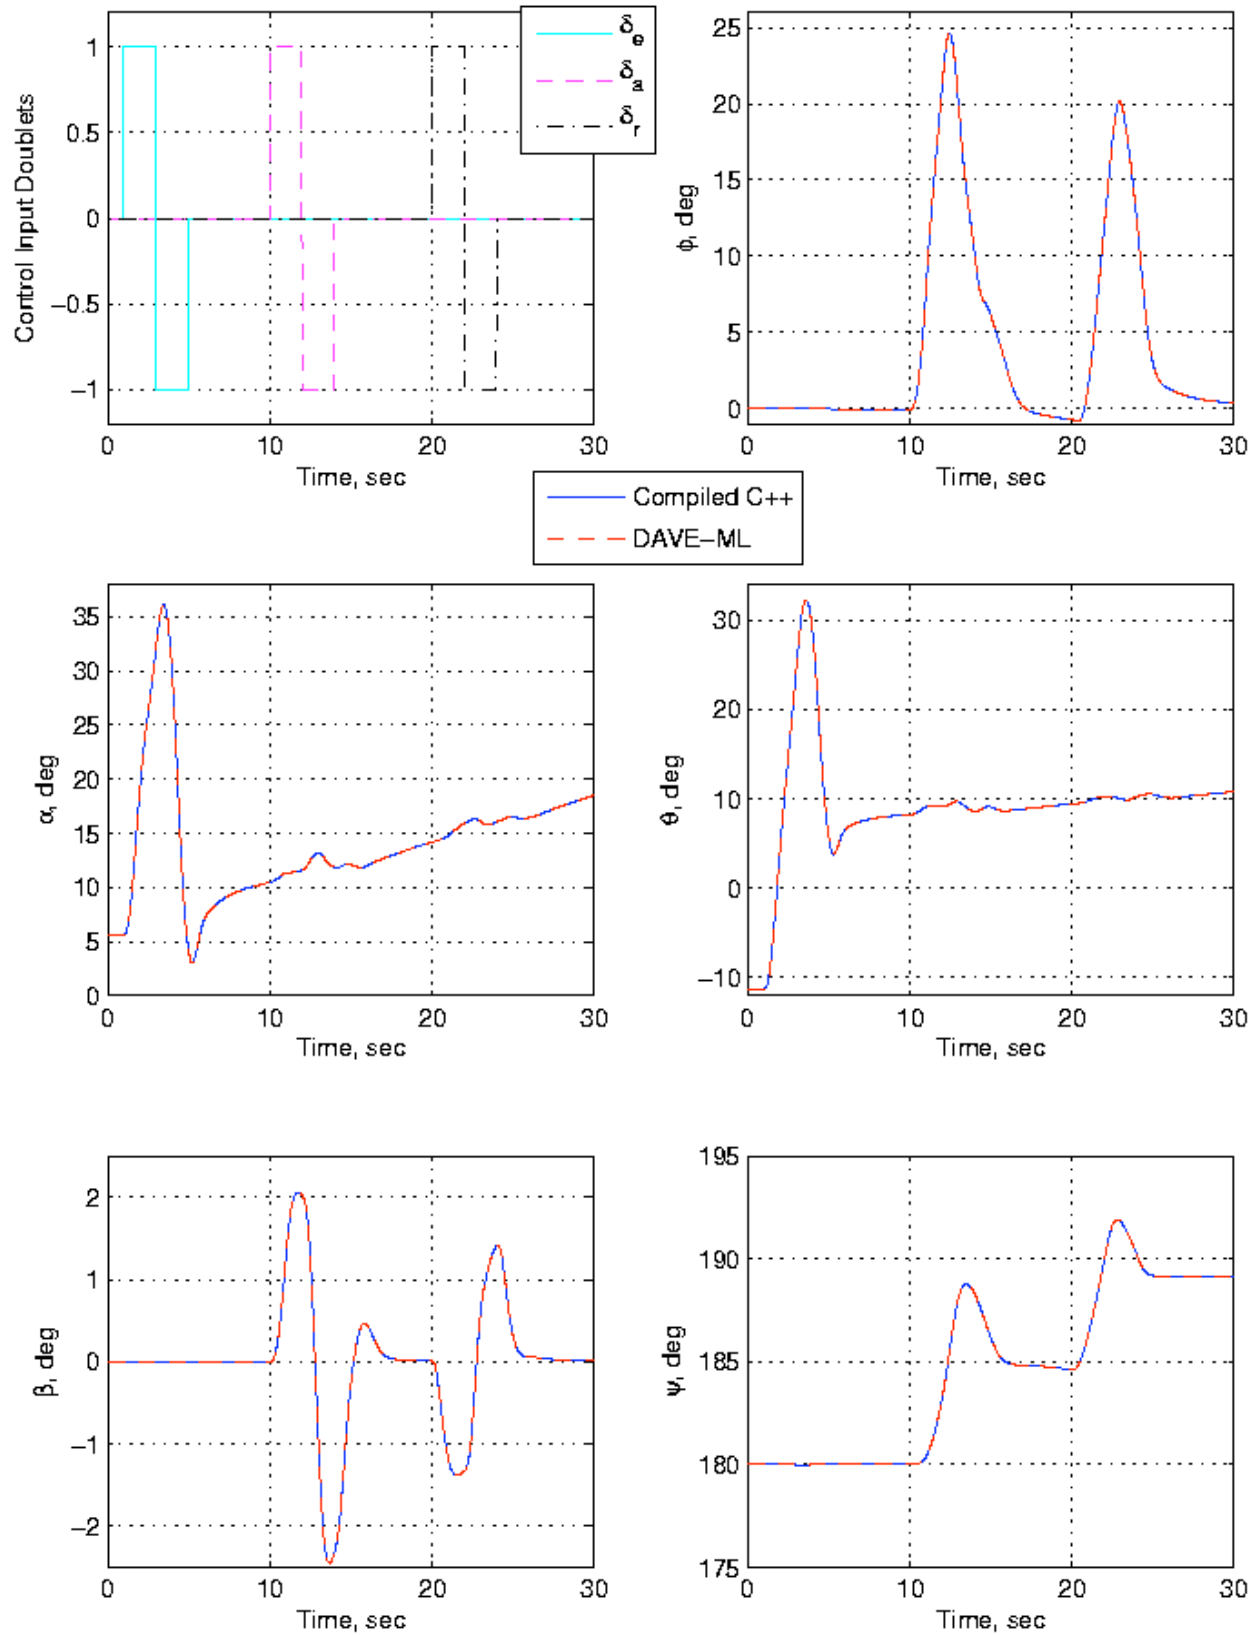 δe
δa
δr
Control Input Doublets
1
0.5
0
−0.5
−1
0 10 20 30
Time, sec
ϕ, deg
25
20
15
10
5
0
0 10 20 30
Time, sec
Compiled C++
DAVE−ML
α, deg
35
30
25
20
15
10
5
0
0 10 20 30
Time, sec
θ, deg
30
20
10
0
−10
0 10 20 30
Time, sec
β, deg
2
1
0
−1
−2
0 10 20 30
Time, sec
ψ, deg
195
190
185
180
175
0 10 20 30
Time, sec